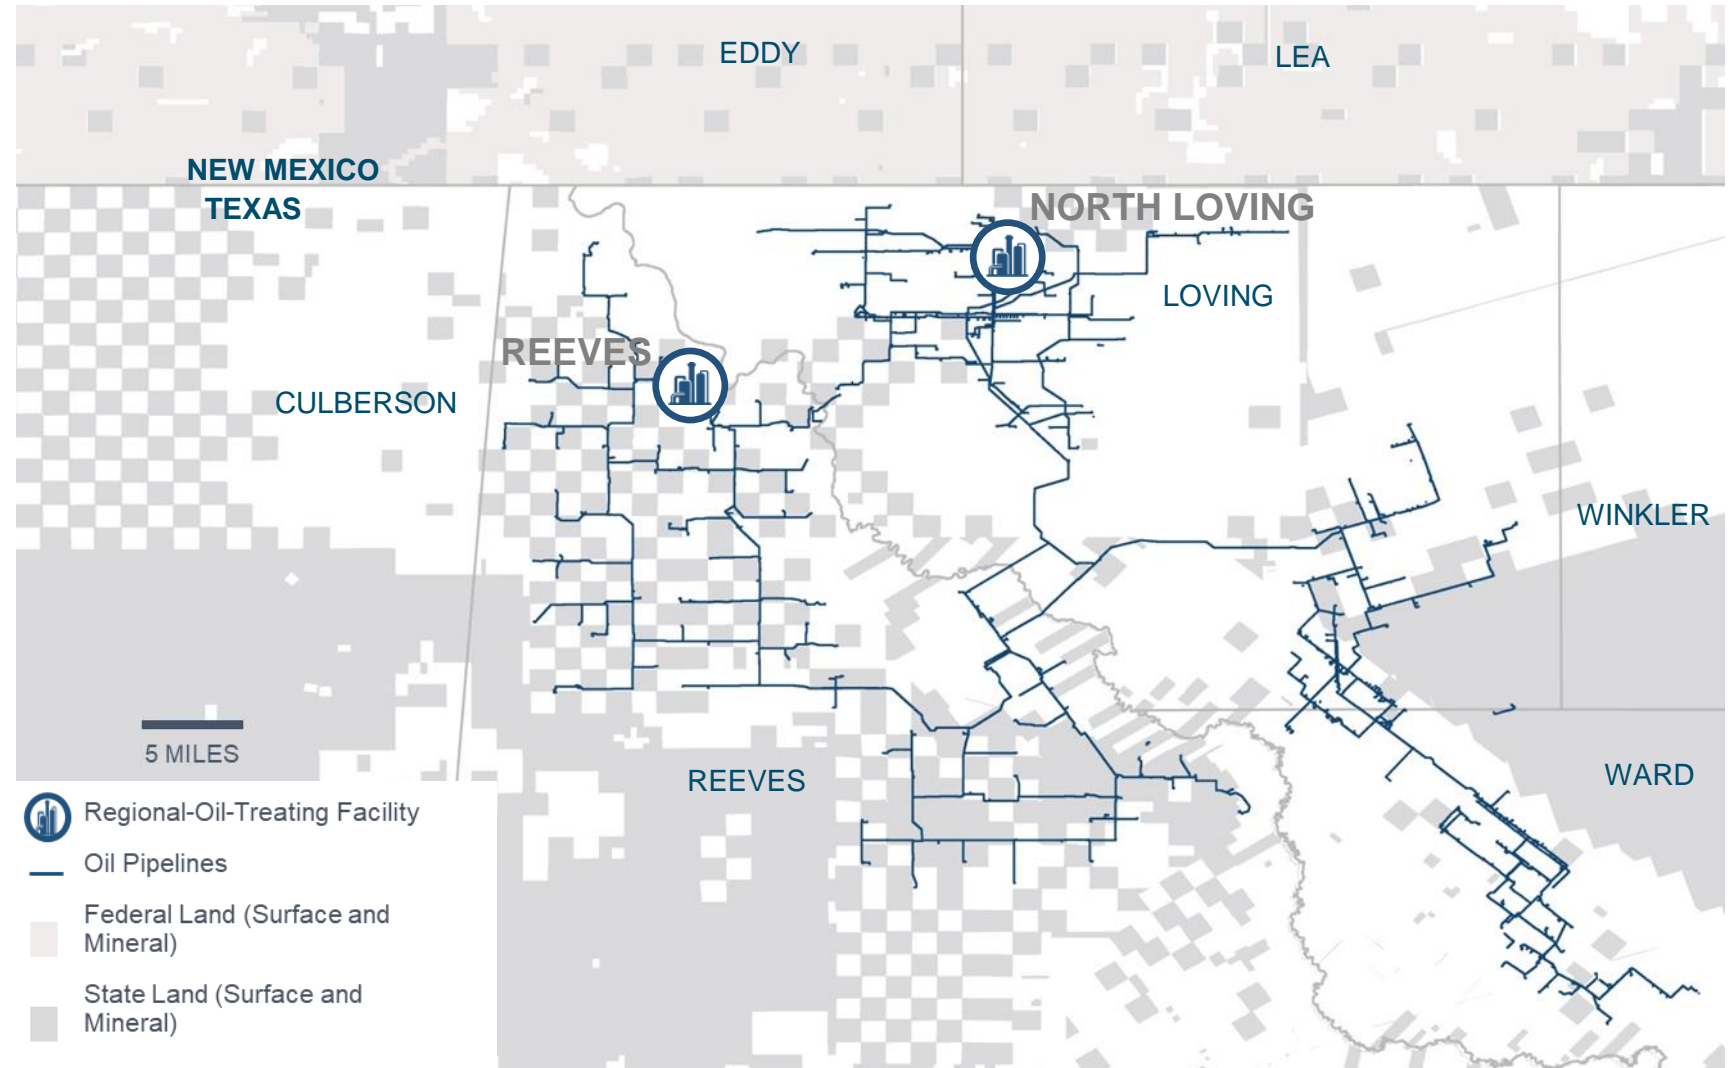 EDDY
LEA
NEW MEXICO
TEXAS
NORTH LOVING
LOVING
REEVES
CULBERSON
WINKLER
5 MILES
REEVES
WARD
Regional-Oil-Treating Facility
Oil Pipelines
Federal Land (Surface and
Mineral)
State Land (Surface and
Mineral)